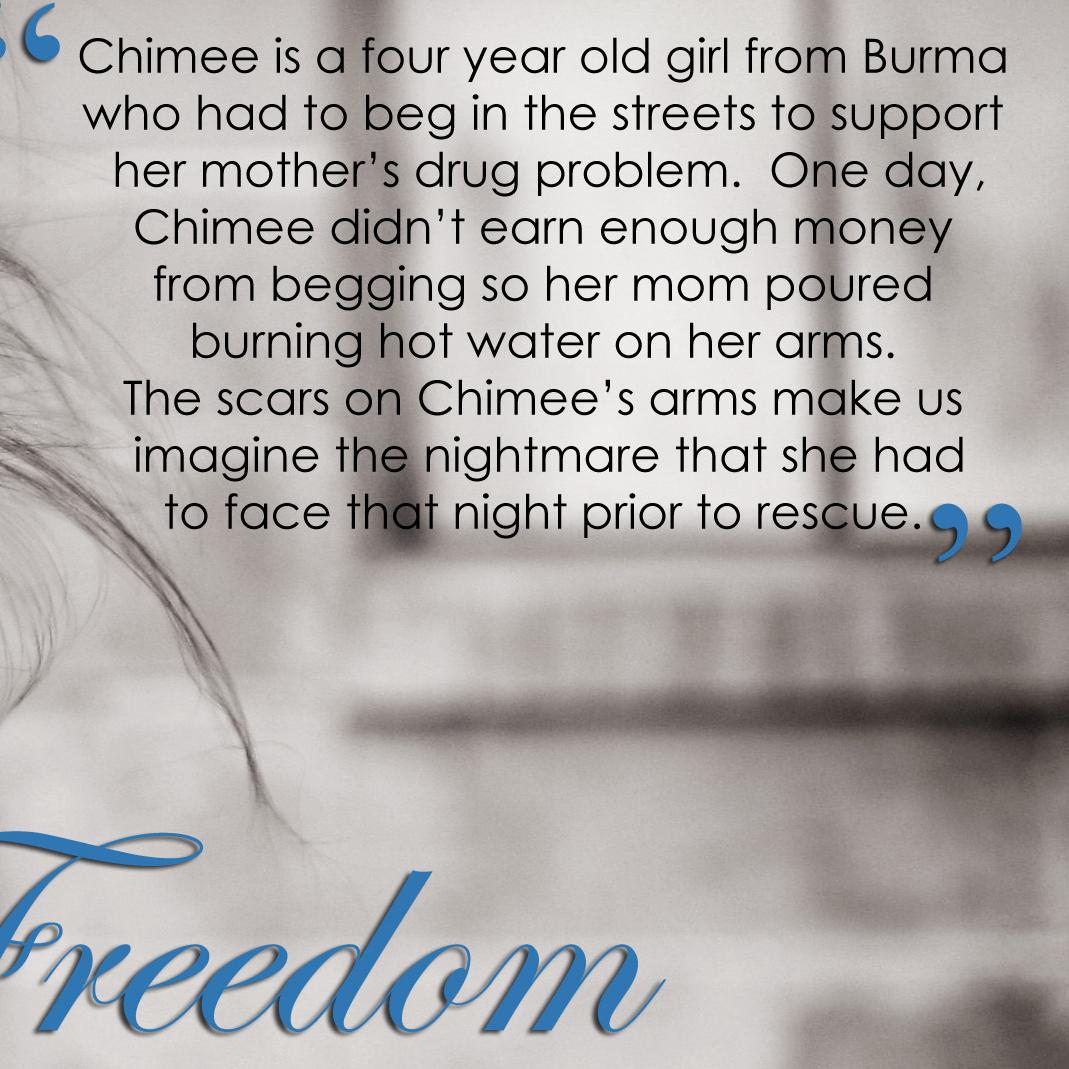 “Chimee is a four year old girl from Burma
who had to beg in the streets to support
her mother’s drug problem.  One day,
Chimee didn’t earn enough money
from begging so her mom poured
burning hot water on her arms.
The scars on Chimee’s arms make us
imagine the nightmare that she had
to face that night prior to rescue.”
Freedom